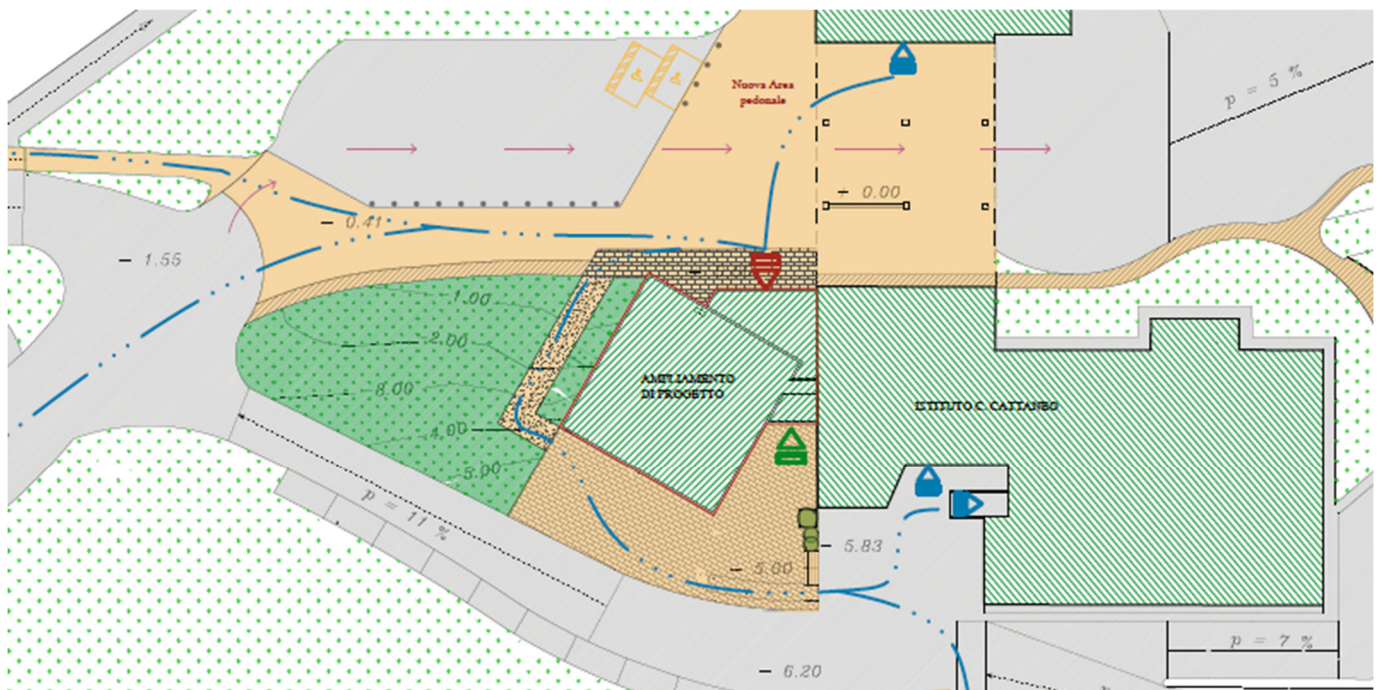 Nuova Area
pedonale
p = 5 %
+ 0.00
- 0.41
- 1.55
-1.00
-2.00
-3.00
AMPLIAMENTO
DI PROGETTO
ISTITUTO C. CATTANEO
-4.00
-5.00
p = 11 %
- 5.83
- 5.00
p = 7 %
- 6.20